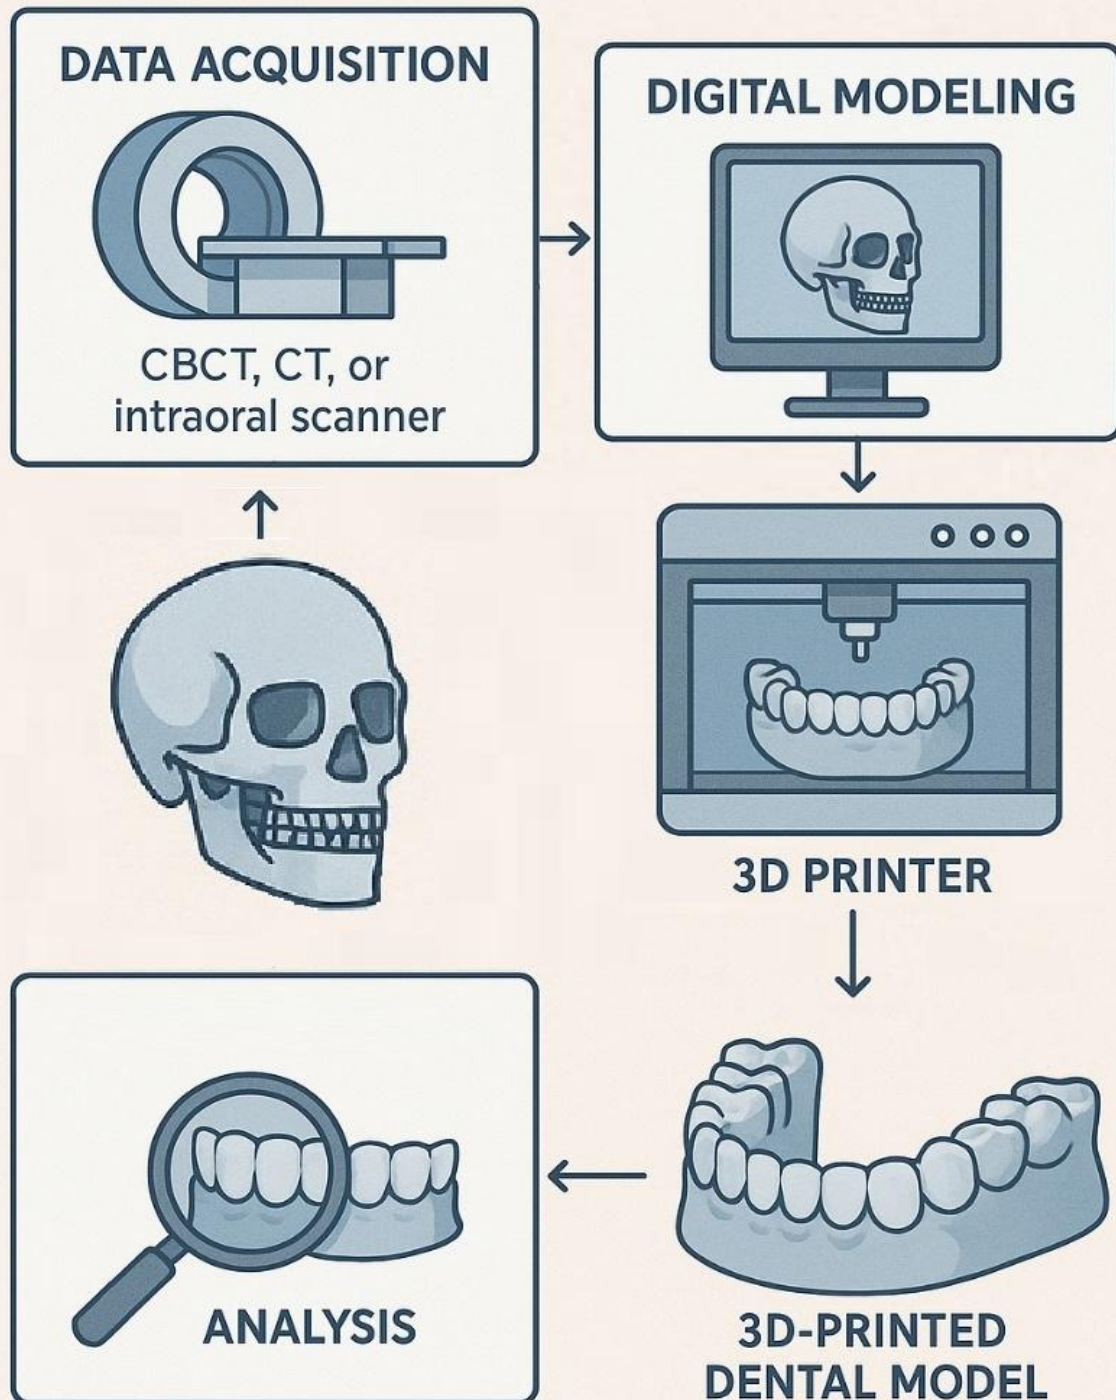 DATA ACQUISITION
CBCT, CT, or
intraoral scanner
DIGITAL MODELING
3D PRINTER
3D-PRINTED
DENTAL MODEL
ANALYSIS